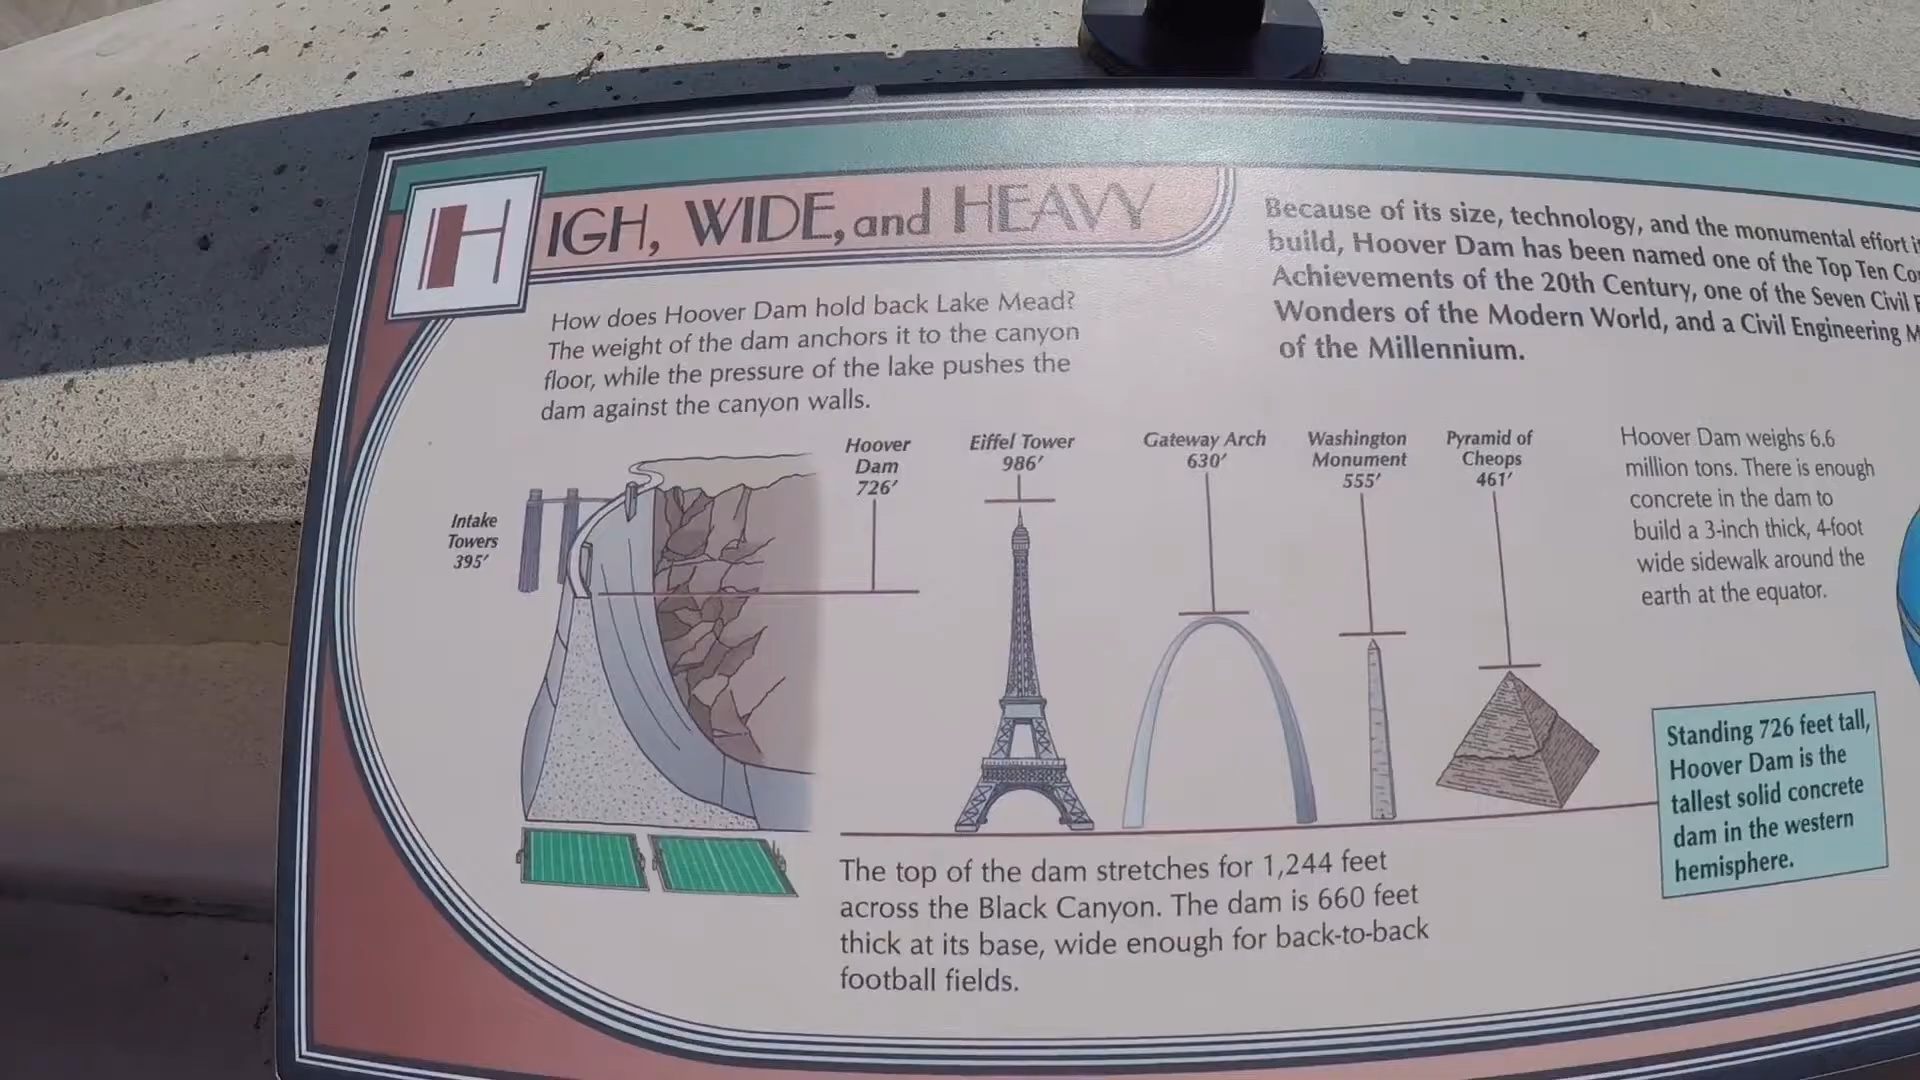 HIGH, WIDE, and HEAVY
How does Hoover Dam hold back Lake Mead?
The weight of the dam anchors it to the canyon
floor, while the pressure of the lake pushes the
dam against the canyon walls.
Because of its size, technology, and the monumental effort
build, Hoover Dam has been named one of the Top Ten
Achievements of the 20th Century, one of the Seven Civil
Wonders of the Modern World, and a Civil Engineering
of the Millennium.
Intake
Towers
395'
Hoover
Dam
726'
Eiffel Tower
986'
Gateway Arch
630'
Washington
Monument
555'
Pyramid of
Cheops
461'
Hoover Dam weighs 6.6
million tons. There is enough
concrete in the dam to
build a 3-inch thick, 4-foot
wide sidewalk around the
earth at the equator.
Standing 726 feet tall,
Hoover Dam is the
tallest solid concrete
dam in the western
hemisphere.
The top of the dam stretches for 1,244 feet
across the Black Canyon. The dam is 660 feet
thick at its base, wide enough for back-to-back
football fields.